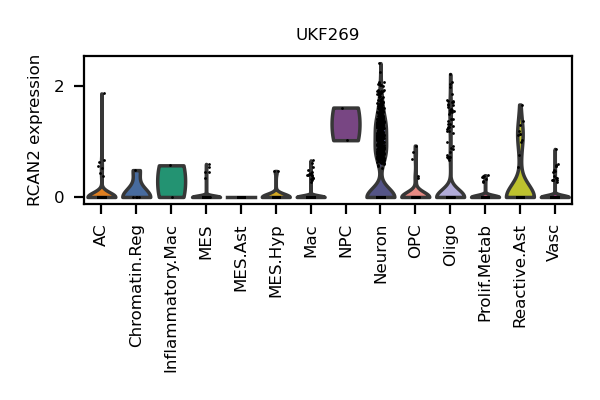 UKF269
RCAN2 expression
2
0
AC
Chromatin.Reg
Inflammatory.Mac
MES
MES.Ast
MES.Hyp
Mac
NPC
Neuron
OPC
Oligo
Prolif.Metab
Reactive.Ast
Vasc